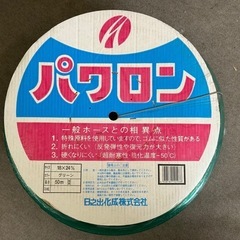 パワロン
一般ホースとの相異点
1. 特殊原料を使用していますので、ゴムに似た性質がある
2. 折れにくい（反発弾性や復元力が大きい）
3. 硬くなりにくい（超耐寒性・脆化温度－50℃）
グリーン
50m
日之出化成株式会社